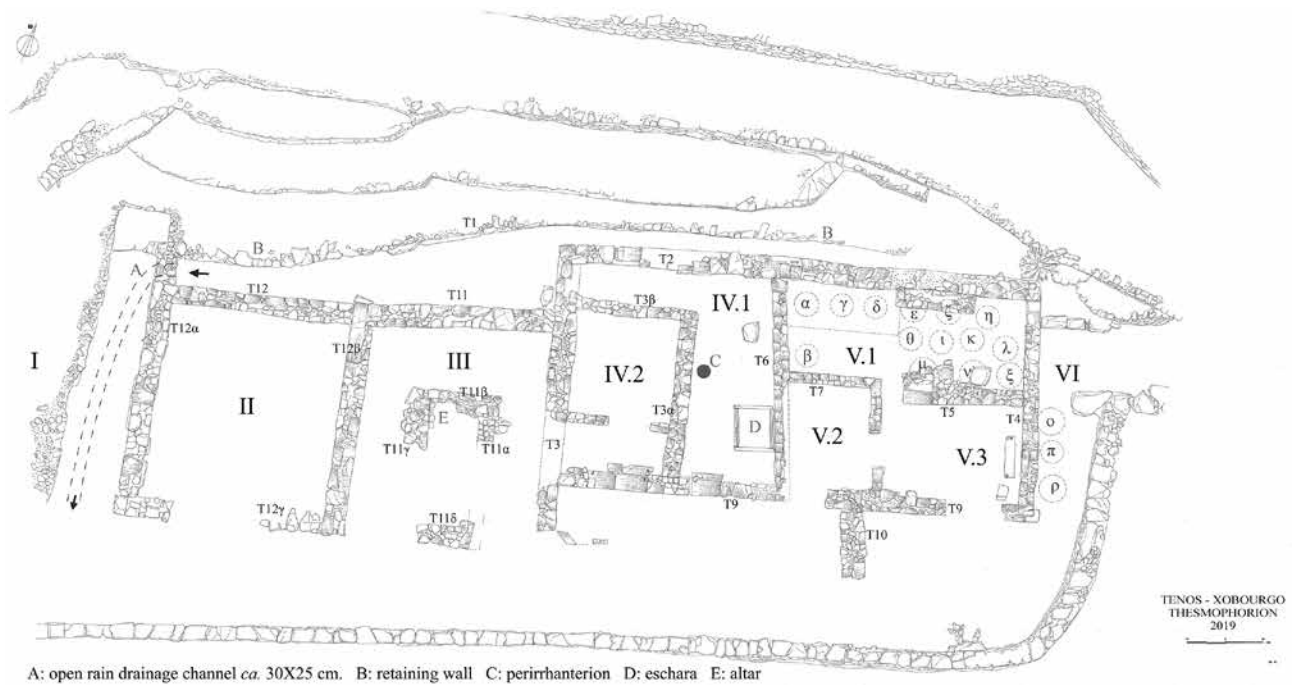 T1
B
B
A
T2
T12
T11
T3β
IV.1
α
γ
δ
ε
ξ
η
T12α
T12β
θ
ι
κ
λ
I
III
IV.2
C
T6
β
V.1
μ
ν
ξ
VI
II
T11β
T7
T5
T4
E
T3α
D
ο
T11γ
T11α
T3
V.2
V.3
π
ρ
T12γ
T11δ
T9
T9
T10
TENOS - XOBOURGO
THESMOPHORION
2019
A: open rain drainage channel ca. 30X25 cm. B: retaining wall C: perirrhanterion D: eschara E: altar